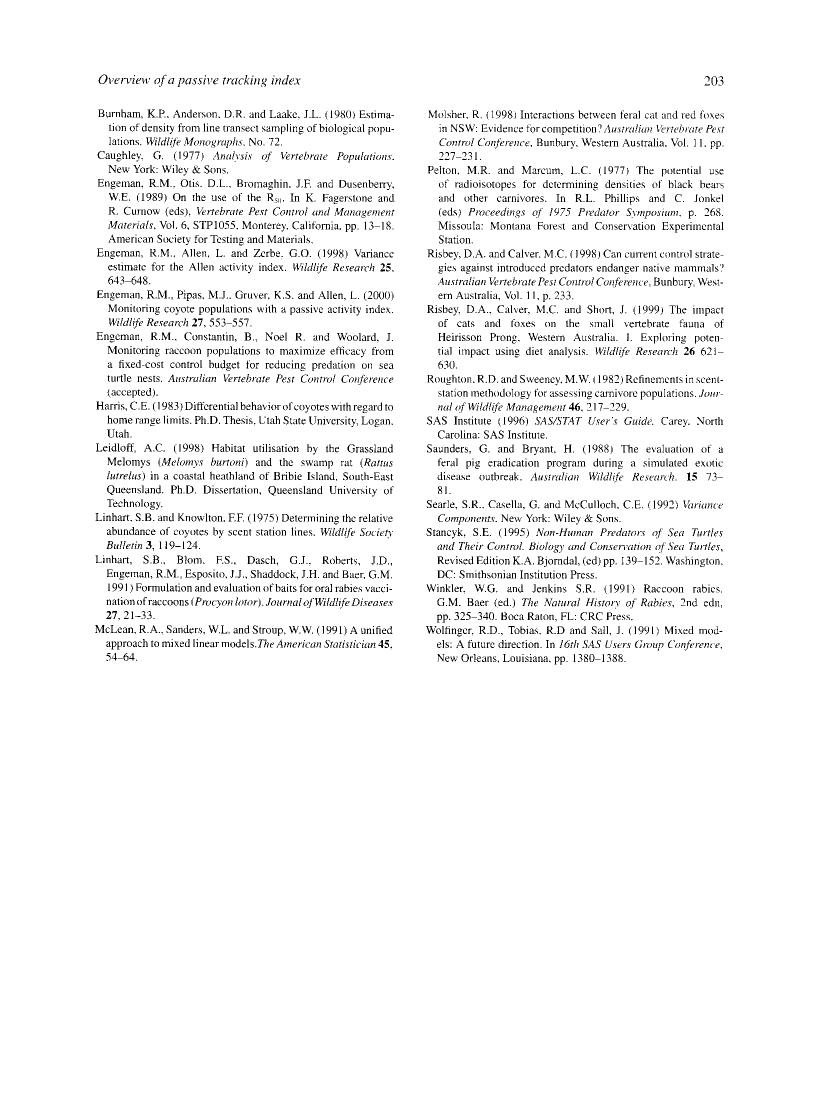 Overview of a passive tracking index
203
Burnham, K.P., Anderson, D.R. and Laake, J.L. (1980) Estima-
tion of density from line transect sampling of biological popu-
lations. Wildlife Monographs. No. 72.
Caughley, G. (1977) Analysis of Vertebrate Populations.
New York: Wiley & Sons.
Engeman, R.M., Otis, D.L., Bromaghin, J.F. and Dusenberry,
W.E. (1989) On the use of the R50. In K. Fagerstone and
R. Curnow (eds), Vertebrate Pest Control and Management
Materials, Vol. 6, STP1055, Monterey, California, pp. 13–18.
American Society for Testing and Materials.
Engeman, R.M., Allen, L. and Zerbe, G.O. (1998) Variance
estimate for the Allen activity index. Wildlife Research 25,
643–648.
Engeman, R.M., Pipas, M.J., Gruver, K.S. and Allen, L. (2000)
Monitoring coyote populations with a passive activity index.
Wildlife Research 27, 553–557.
Engeman, R.M., Constantin, B., Noel R. and Woolard, J.
Monitoring raccoon populations to maximize efficacy from
a fixed-cost control budget for reducing predation on sea
turtle nests. Australian Vertebrate Pest Control Conference
(accepted).
Harris, C.E. (1983) Differential behavior of coyotes with regard to
home range limits. Ph.D. Thesis, Utah State University, Logan,
Utah.
Leidloff, A.C. (1998) Habitat utilisation by the Grassland
Melomys (Melomys burtoni) and the swamp rat (Rattus
lutrelus) in a coastal heathland of Bribie Island, South-East
Queensland. Ph.D. Dissertation, Queensland University of
Technology.
Linhart, S.B. and Knowlton, F.F. (1975) Determining the relative
abundance of coyotes by scent station lines. Wildlife Society
Bulletin 3, 119–124.
Linhart, S.B., Blom, F.S., Dasch, G.J., Roberts, J.D.,
Engeman, R.M., Esposito, J.J., Shaddock, J.H. and Baer, G.M.
1991) Formulation and evaluation of baits for oral rabies vacci-
nation of raccoons (Procyon lotor). Journal of Wildlife Diseases
27, 21–33.
McLean, R.A., Sanders, W.L. and Stroup, W.W. (1991) A unified
approach to mixed linear models. The American Statistician 45,
54–64.
Molsher, R. (1998) Interactions between feral cat and red foxes
in NSW: Evidence for competition? Australian Vertebrate Pest
Control Conference, Bunbury, Western Australia, Vol. 11, pp.
227–231.
Pelton, M.R. and Marcum, L.C. (1977) The potential use
of radioisotopes for determining densities of black bears
and other carnivores. In R.L. Phillips and C. Jonkel
(eds) Proceedings of 1975 Predator Symposium, p. 268.
Missoula: Montana Forest and Conservation Experimental
Station.
Risbey, D.A. and Calver, M.C. (1998) Can current control strate-
gies against introduced predators endanger native mammals?
Australian Vertebrate Pest Control Conference, Bunbury, West-
ern Australia, Vol. 11, p. 233.
Risbey, D.A., Calver, M.C. and Short, J. (1999) The impact
of cats and foxes on the small vertebrate fauna of
Heirisson Prong, Western Australia. I. Exploring poten-
tial impact using diet analysis. Wildlife Research 26 621–
630.
Roughton, R.D. and Sweeney, M.W. (1982) Refinements in scent-
station methodology for assessing carnivore populations. Jour-
nal of Wildlife Management 46, 217–229.
SAS Institute (1996) SAS/STAT User's Guide. Carey, North
Carolina: SAS Institute.
Saunders, G. and Bryant, H. (1988) The evaluation of a
feral pig eradication program during a simulated exotic
disease outbreak. Australian Wildlife Research. 15 73–
81.
Searle, S.R., Casella, G. and McCulloch, C.E. (1992) Variance
Components. New York: Wiley & Sons.
Stancyk, S.E. (1995) Non-Human Predators of Sea Turtles
and Their Control. Biology and Conservation of Sea Turtles,
Revised Edition K.A. Bjorndal, (ed) pp. 139–152. Washington,
DC: Smithsonian Institution Press.
Winkler, W.G. and Jenkins S.R. (1991) Raccoon rabies.
G.M. Baer (ed.) The Natural History of Rabies, 2nd edn,
pp. 325–340. Boca Raton, FL: CRC Press.
Wolfinger, R.D., Tobias, R.D and Sall, J. (1991) Mixed mod-
els: A future direction. In 16th SAS Users Group Conference,
New Orleans, Louisiana, pp. 1380–1388.